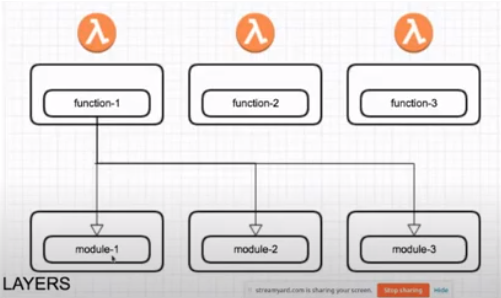 λ λ λ
function-1 function-2 function-3
module-1 module-2 module-3
LAYERS
streamyard.com is sharing your screen. Stop sharing Hide